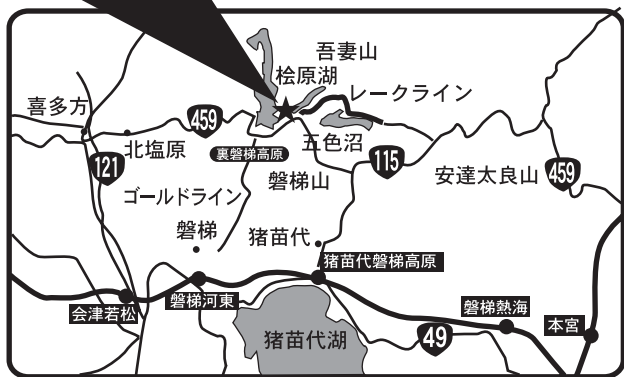 吾妻山
桧原湖
レークライン
喜多方
459
北塩原
裏磐梯高原
五色沼
115
121
磐梯山
安達太良山
459
ゴールドライン
磐梯
猪苗代
猪苗代磐梯高原
会津若松
磐梯河東
磐梯熱海
本宮
猪苗代湖
49